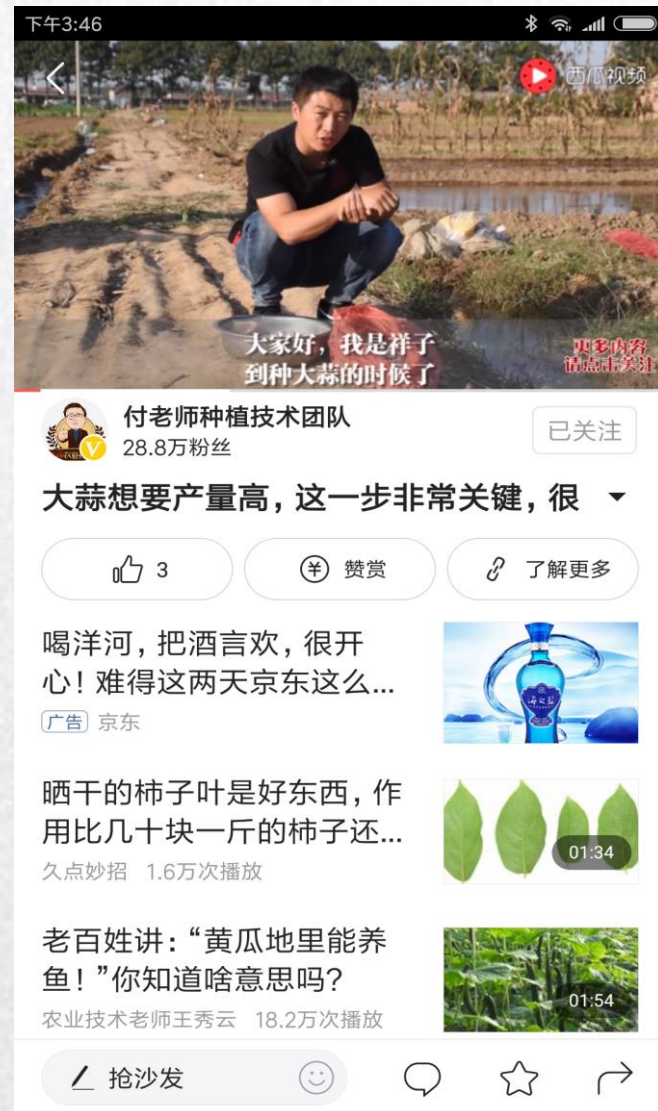 下午3:46
西瓜视频
大家好，我是祥子
到种大蒜的时候了
更多内容
请点击关注
付老师种植技术团队
28.8万粉丝
已关注
大蒜想要产量高，这一步非常关键，很
3
赞赏
了解更多
喝洋河，把酒言欢，很开
心！难得这两天京东这么...
广告 京东
海之蓝
晒干的柿子叶是好东西，作
用比几十块一斤的柿子还...
久点妙招 1.6万次播放
01:34
老百姓讲：“黄瓜地里能养
鱼！”你知道啥意思吗？
农业技术老师王秀云 18.2万次播放
01:54
抢沙发